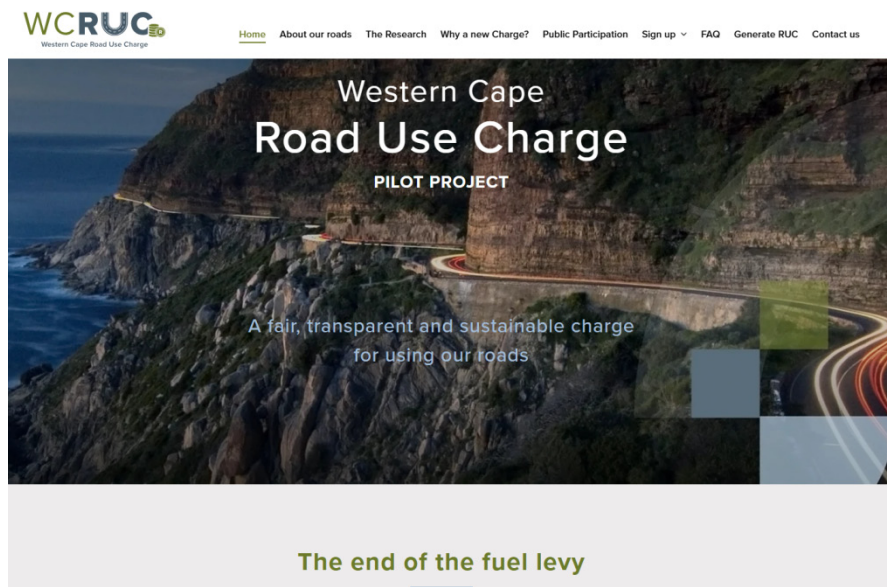 WCRUC
Western Cape Road Use Charge
Home About our roads The Research Why a new Charge? Public Participation Sign up FAQ Generate RUC Contact us
Western Cape
Road Use Charge
PILOT PROJECT
A fair, transparent and sustainable charge
for using our roads
The end of the fuel levy